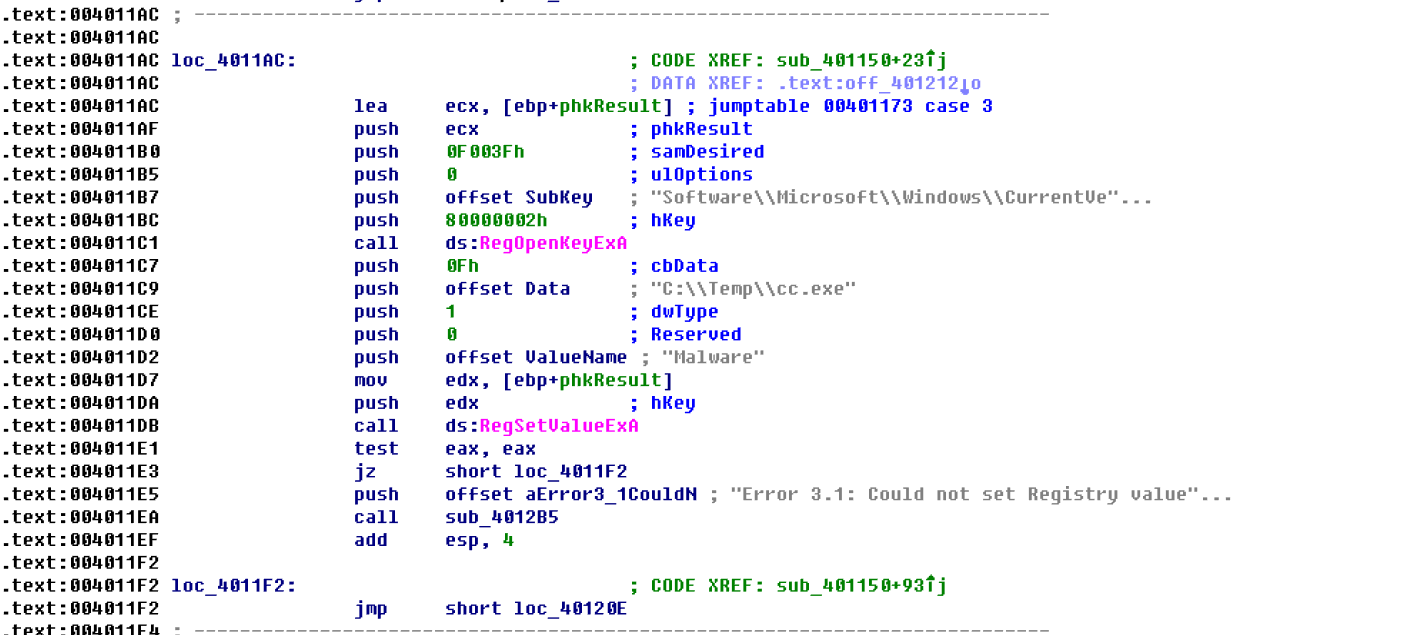 .text:004011AC ; ---------------------------------------------------------------------------
.text:004011AC
.text:004011AC loc_4011AC: ; CODE XREF: sub_401150+23↑j
.text:004011AC ; DATA XREF: .text:off_401212↓o
.text:004011AC lea ecx, [ebp+phkResult] ; jumptable 00401173 case 3
.text:004011AF push ecx ; phkResult
.text:004011B0 push 0F003Fh ; samDesired
.text:004011B5 push 0 ; ulOptions
.text:004011B7 push offset SubKey ; "Software\\Microsoft\\Windows\\CurrentVe"...
.text:004011BC push 80000002h ; hKey
.text:004011C1 call ds:RegOpenKeyExA
.text:004011C7 push 0Fh ; cbData
.text:004011C9 push offset Data ; "C:\\Temp\\cc.exe"
.text:004011CE push 1 ; dwType
.text:004011D0 push 0 ; Reserved
.text:004011D2 push offset ValueName ; "Malware"
.text:004011D7 mov edx, [ebp+phkResult]
.text:004011DA push edx ; hKey
.text:004011DB call ds:RegSetValueExA
.text:004011E1 test eax, eax
.text:004011E3 jz short loc_4011F2
.text:004011E5 push offset aError3_1CouldN ; "Error 3.1: Could not set Registry value"...
.text:004011EA call sub_4012B5
.text:004011EF add esp, 4
.text:004011F2
.text:004011F2 loc_4011F2: ; CODE XREF: sub_401150+93↑j
.text:004011F2 jmp short loc_40120E
.text:004011F4 ; ---------------------------------------------------------------------------